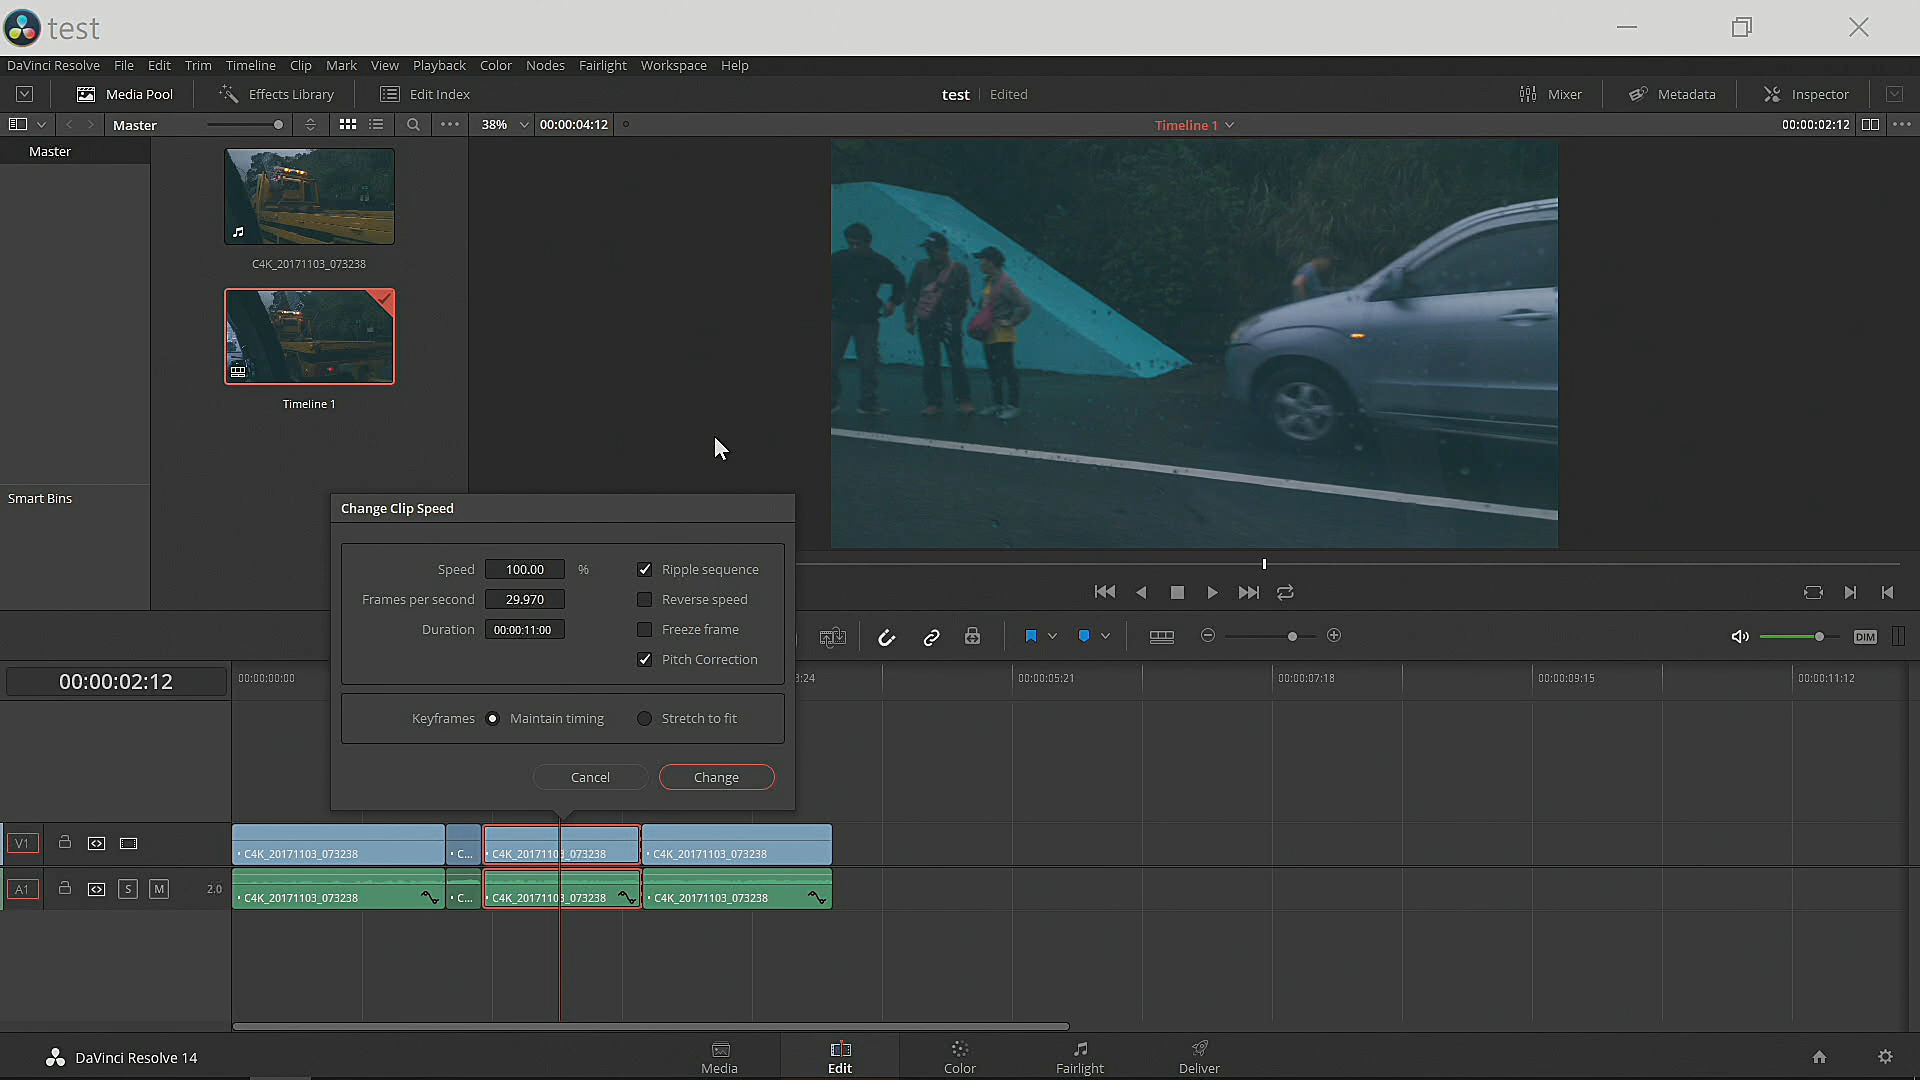 test
DaVinci Resolve File Edit Trim Timeline Clip Mark View Playback Color Nodes Fairlight Workspace Help
Media Pool Effects Library Edit Index test Edited Mixer Metadata Inspector
Master 38% 00:00:04:12 Timeline 1 00:00:02:12
Master
C4K_20171103_073238
Timeline 1
Smart Bins
Change Clip Speed
Speed 100.00 % Ripple sequence
Frames per second 29.970 Reverse speed
Duration 00:00:11:00 Freeze frame
Pitch Correction
Keyframes Maintain timing Stretch to fit
Cancel Change
DIM
00:00:02:12 00:00:00:00 3:24 00:00:05:21 00:00:07:18 00:00:09:15 00:00:11:12
V1 C4K_20171103_073238 C... C4K_20171103_073238 C4K_20171103_073238
A1 S M 2.0 C4K_20171103_073238 C... C4K_20171103_073238 C4K_20171103_073238
DaVinci Resolve 14 Media Edit Color Fairlight Deliver